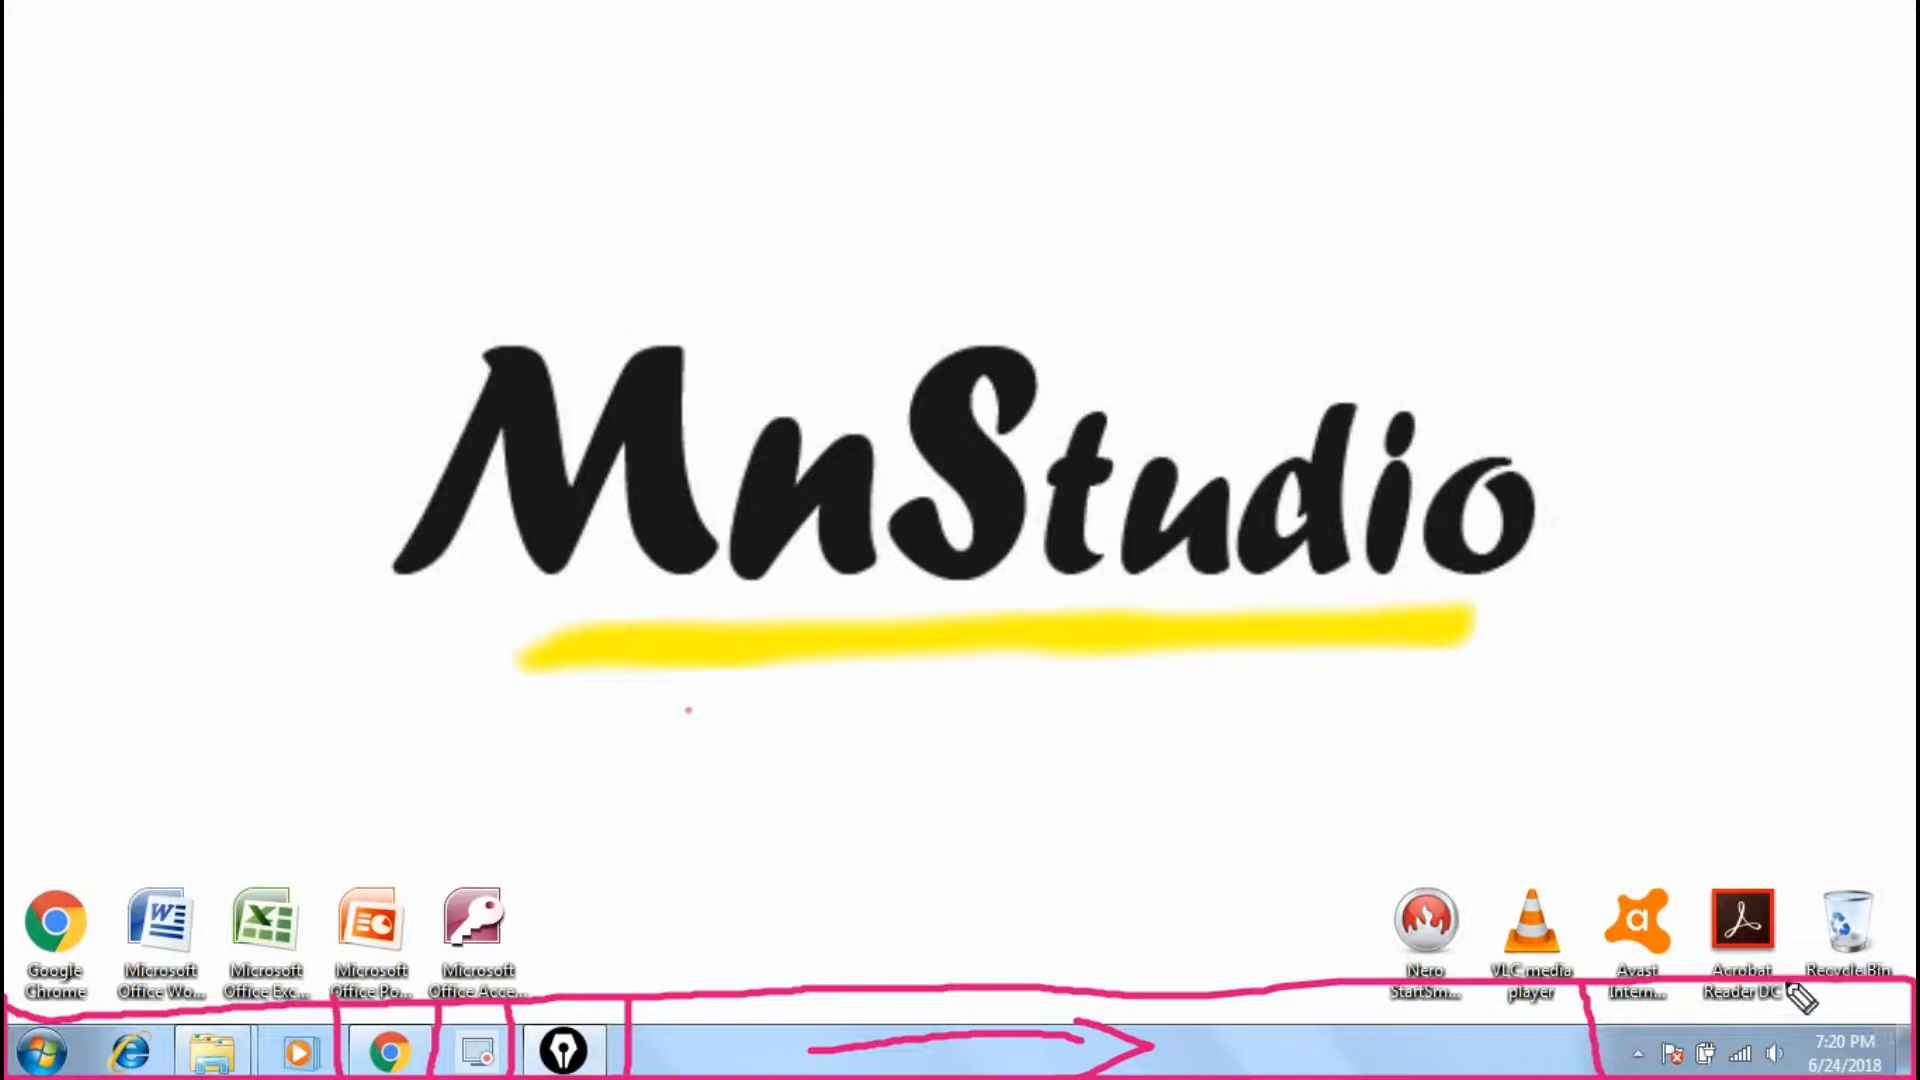 MnStudio
Google
Chrome
Microsoft
Office Wo...
Microsoft
Office Exc...
Microsoft
Office Po...
Microsoft
Office Acce...
Nero
StartSm...
VLC media
player
Avast
Intern...
Acrobat
Reader DC
Recycle Bin
7:20 PM
6/24/2018